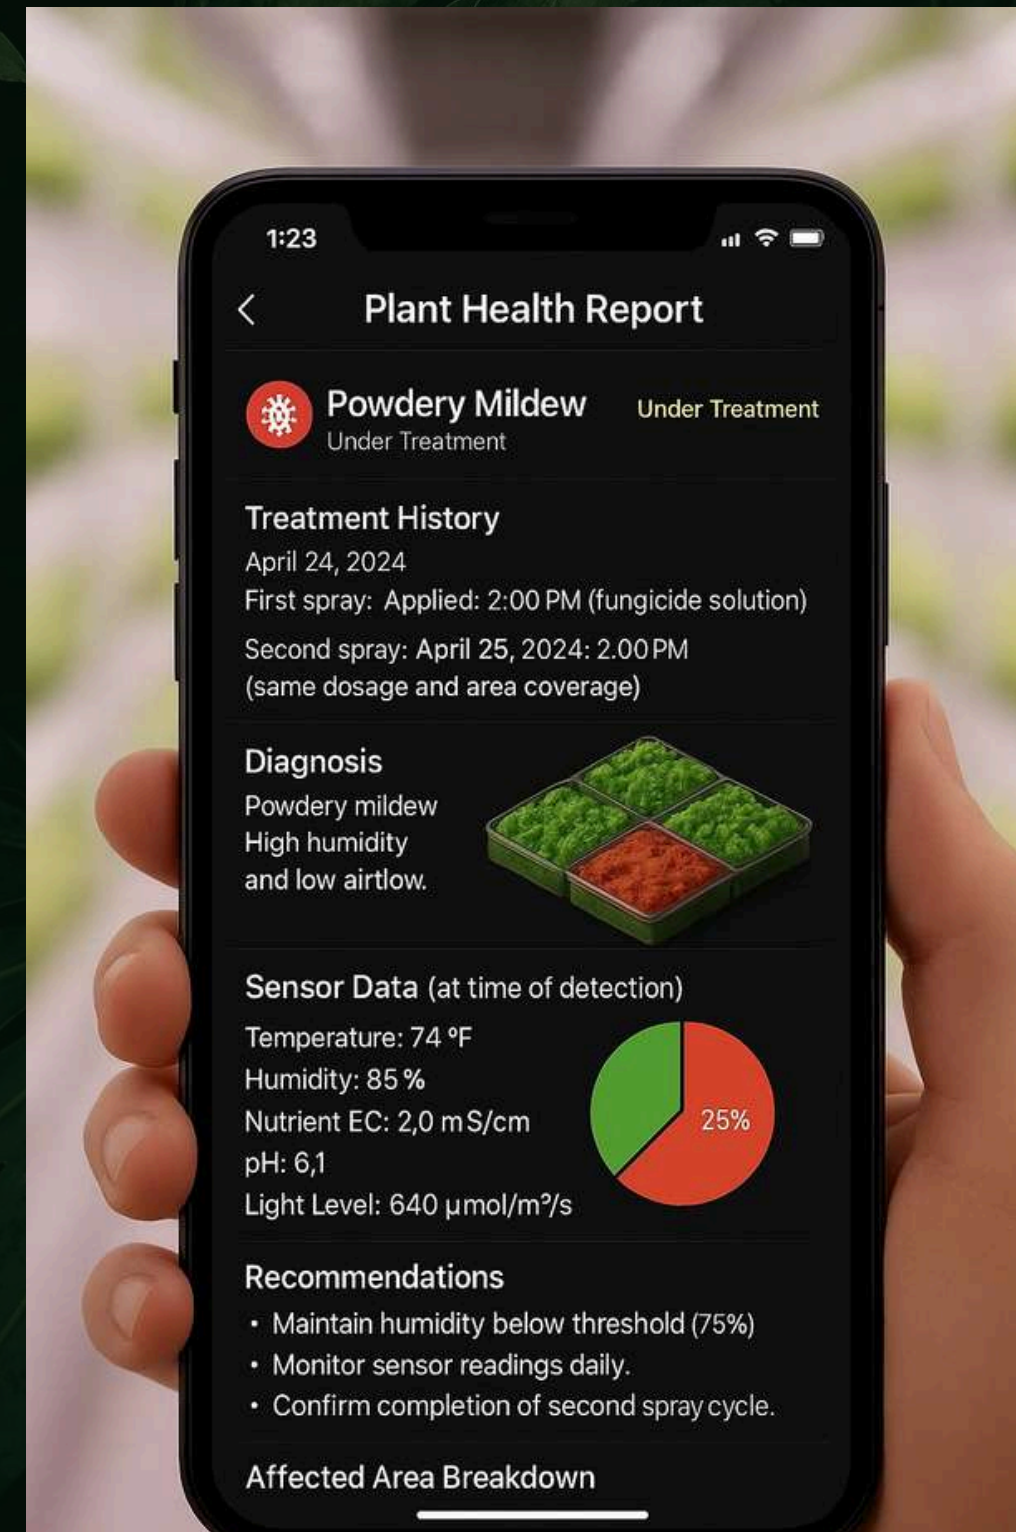 1:23
Plant Health Report
Powdery Mildew
Under Treatment
Under Treatment
Treatment History
April 24, 2024
First spray: Applied: 2:00 PM (fungicide solution)
Second spray: April 25, 2024: 2.00 PM
(same dosage and area coverage)
Diagnosis
Powdery mildew
High humidity
and low airtlow.
Sensor Data (at time of detection)
Temperature: 74 °F
Humidity: 85 %
Nutrient EC: 2,0 mS/cm
25%
pH: 6,1
Light Level: 640 µmol/m²/s
Recommendations
• Maintain humidity below threshold (75%)
• Monitor sensor readings daily.
• Confirm completion of second spray cycle.
Affected Area Breakdown